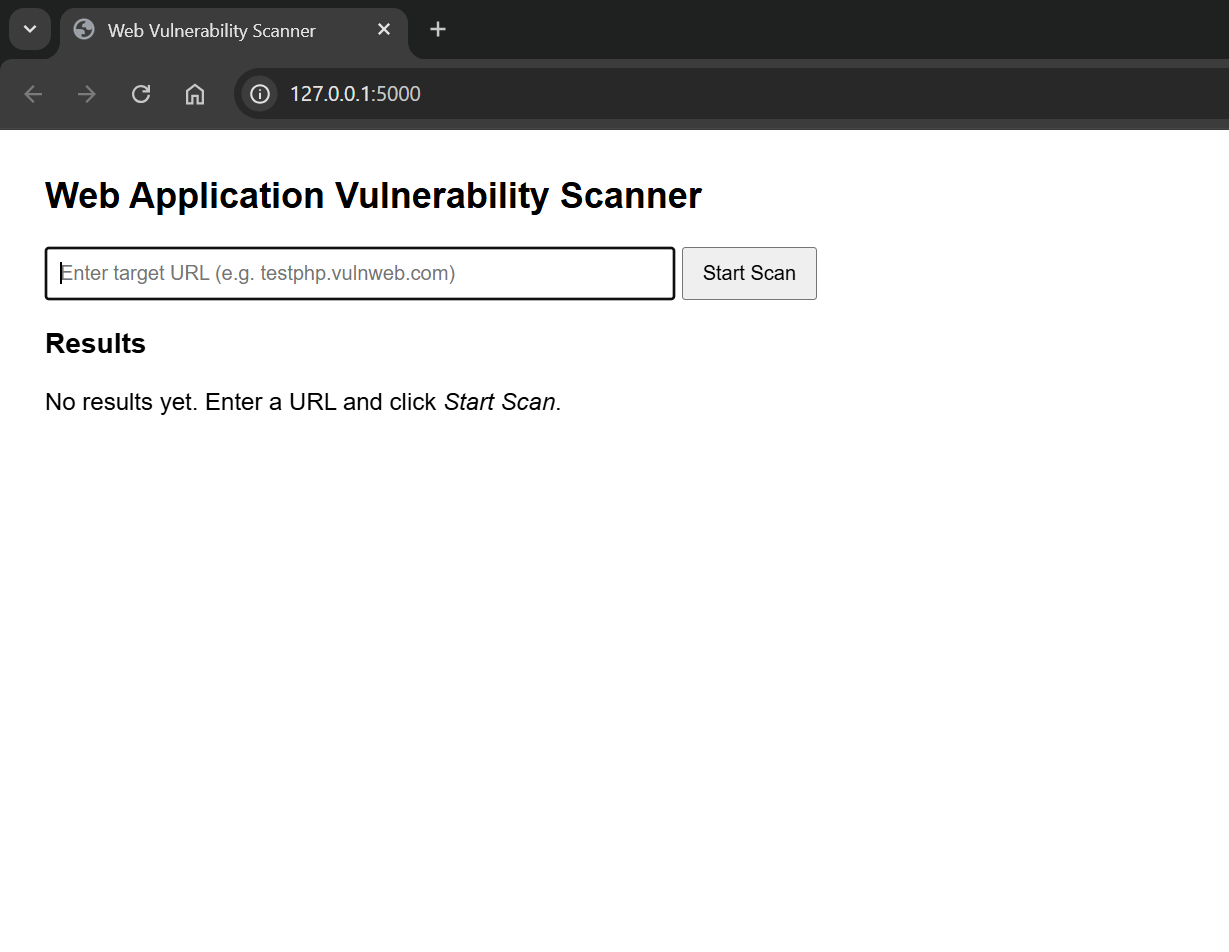 Web Vulnerability Scanner
127.0.0.1:5000
Web Application Vulnerability Scanner
Enter target URL (e.g. testphp.vulnweb.com)
Start Scan
Results
No results yet. Enter a URL and click Start Scan.